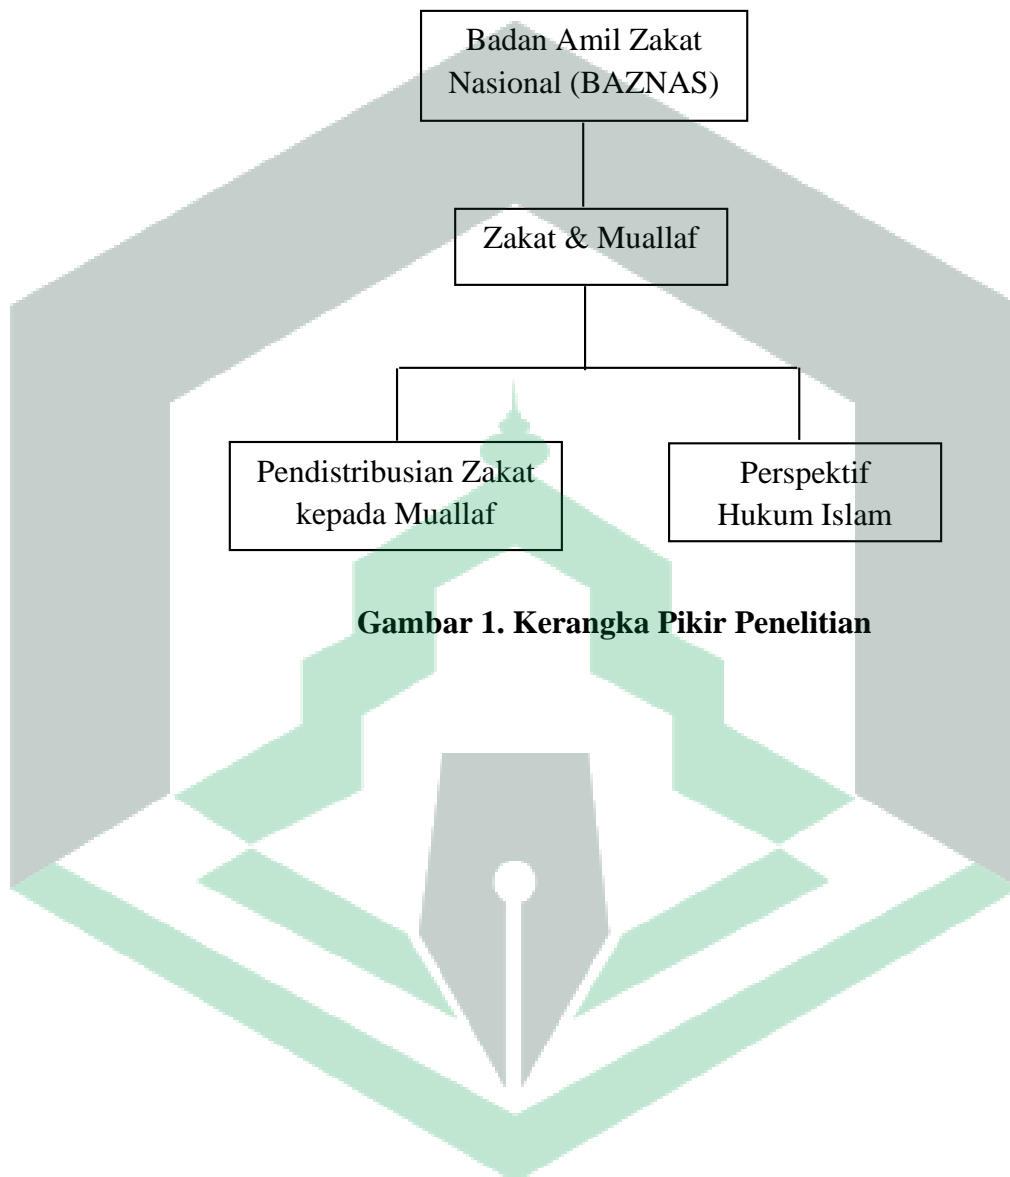 Badan Amil Zakat
Nasional (BAZNAS)
Zakat & Muallaf
Pendistribusian Zakat
kepada Muallaf
Perspektif
Hukum Islam
Gambar 1. Kerangka Pikir Penelitian